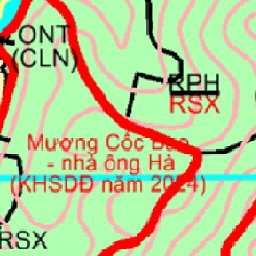 ONT
(CLN)
RPH
RSX
Mương Cốc Bao
- nhà ông Hà
(KHSDĐ năm 2024)
RSX